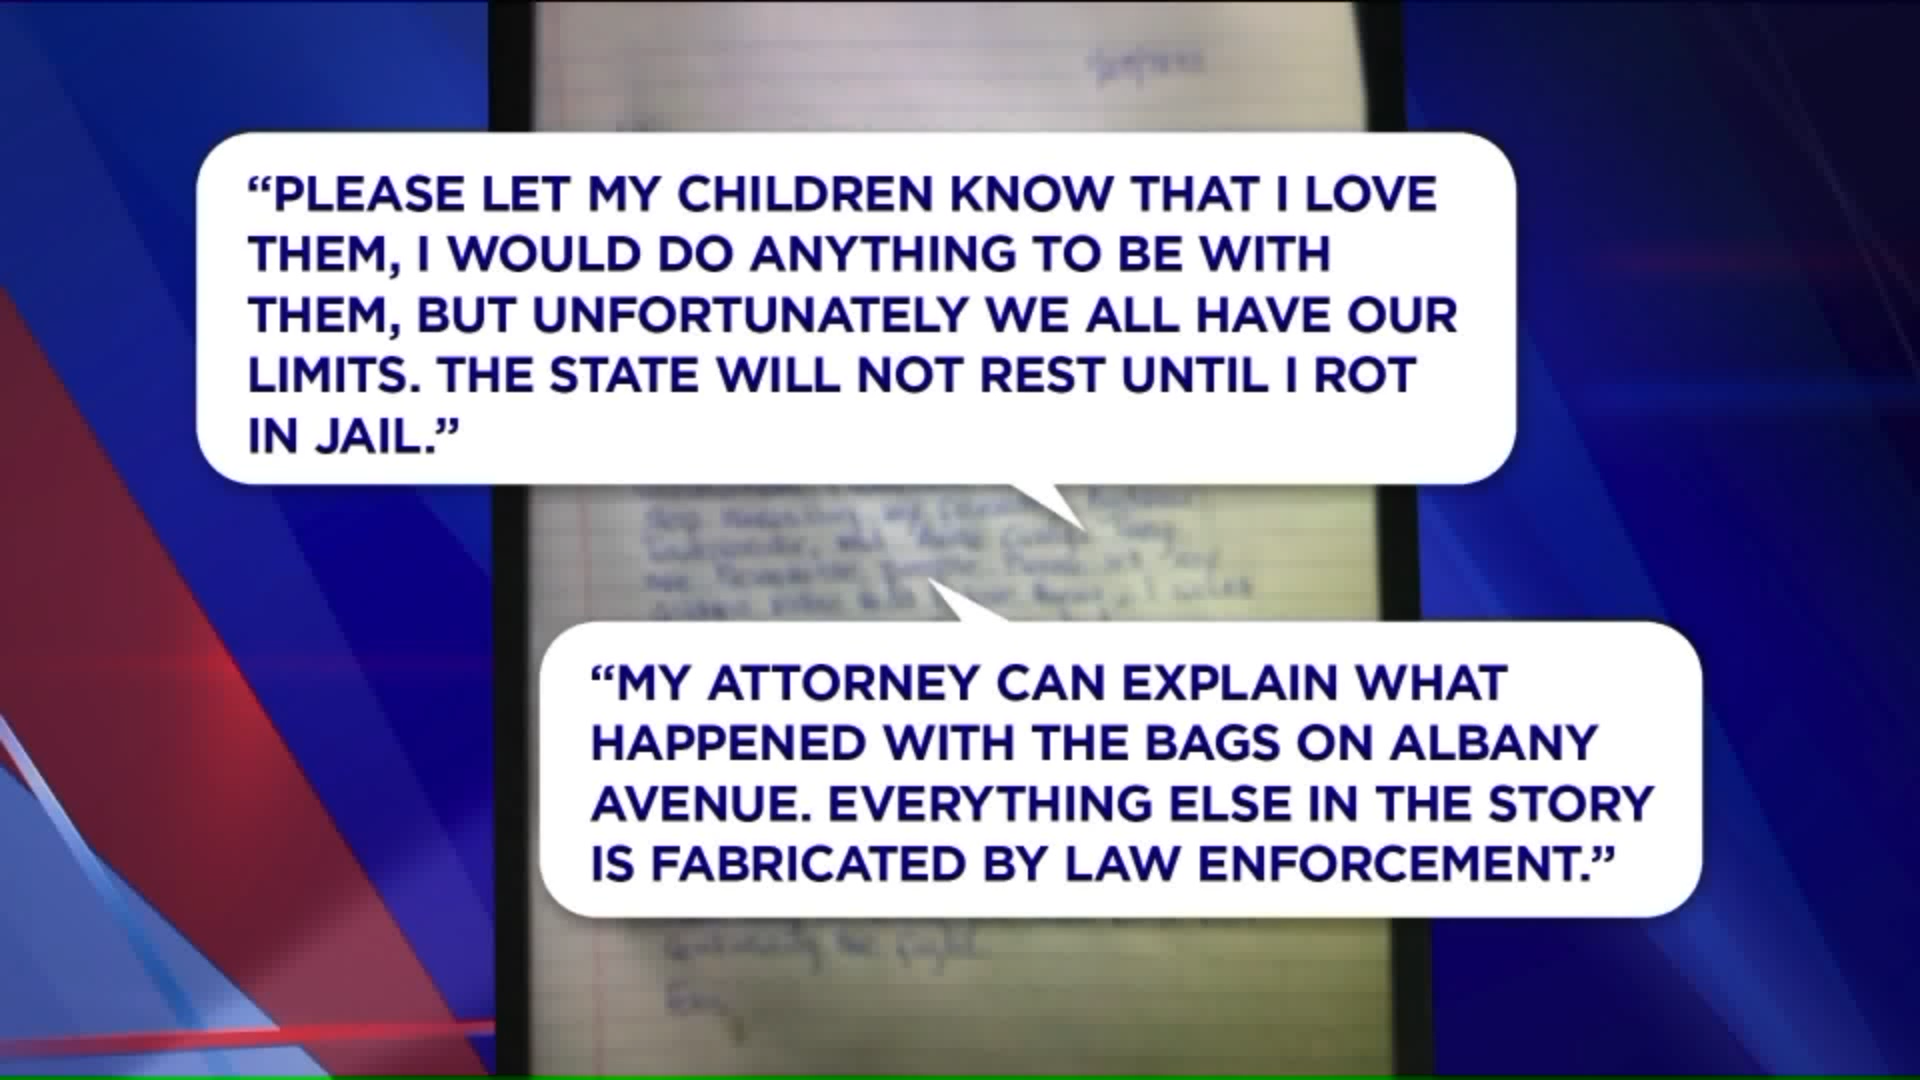 “PLEASE LET MY CHILDREN KNOW THAT I LOVE
THEM, I WOULD DO ANYTHING TO BE WITH
THEM, BUT UNFORTUNATELY WE ALL HAVE OUR
LIMITS. THE STATE WILL NOT REST UNTIL I ROT
IN JAIL.”
“MY ATTORNEY CAN EXPLAIN WHAT
HAPPENED WITH THE BAGS ON ALBANY
AVENUE. EVERYTHING ELSE IN THE STORY
IS FABRICATED BY LAW ENFORCEMENT.”